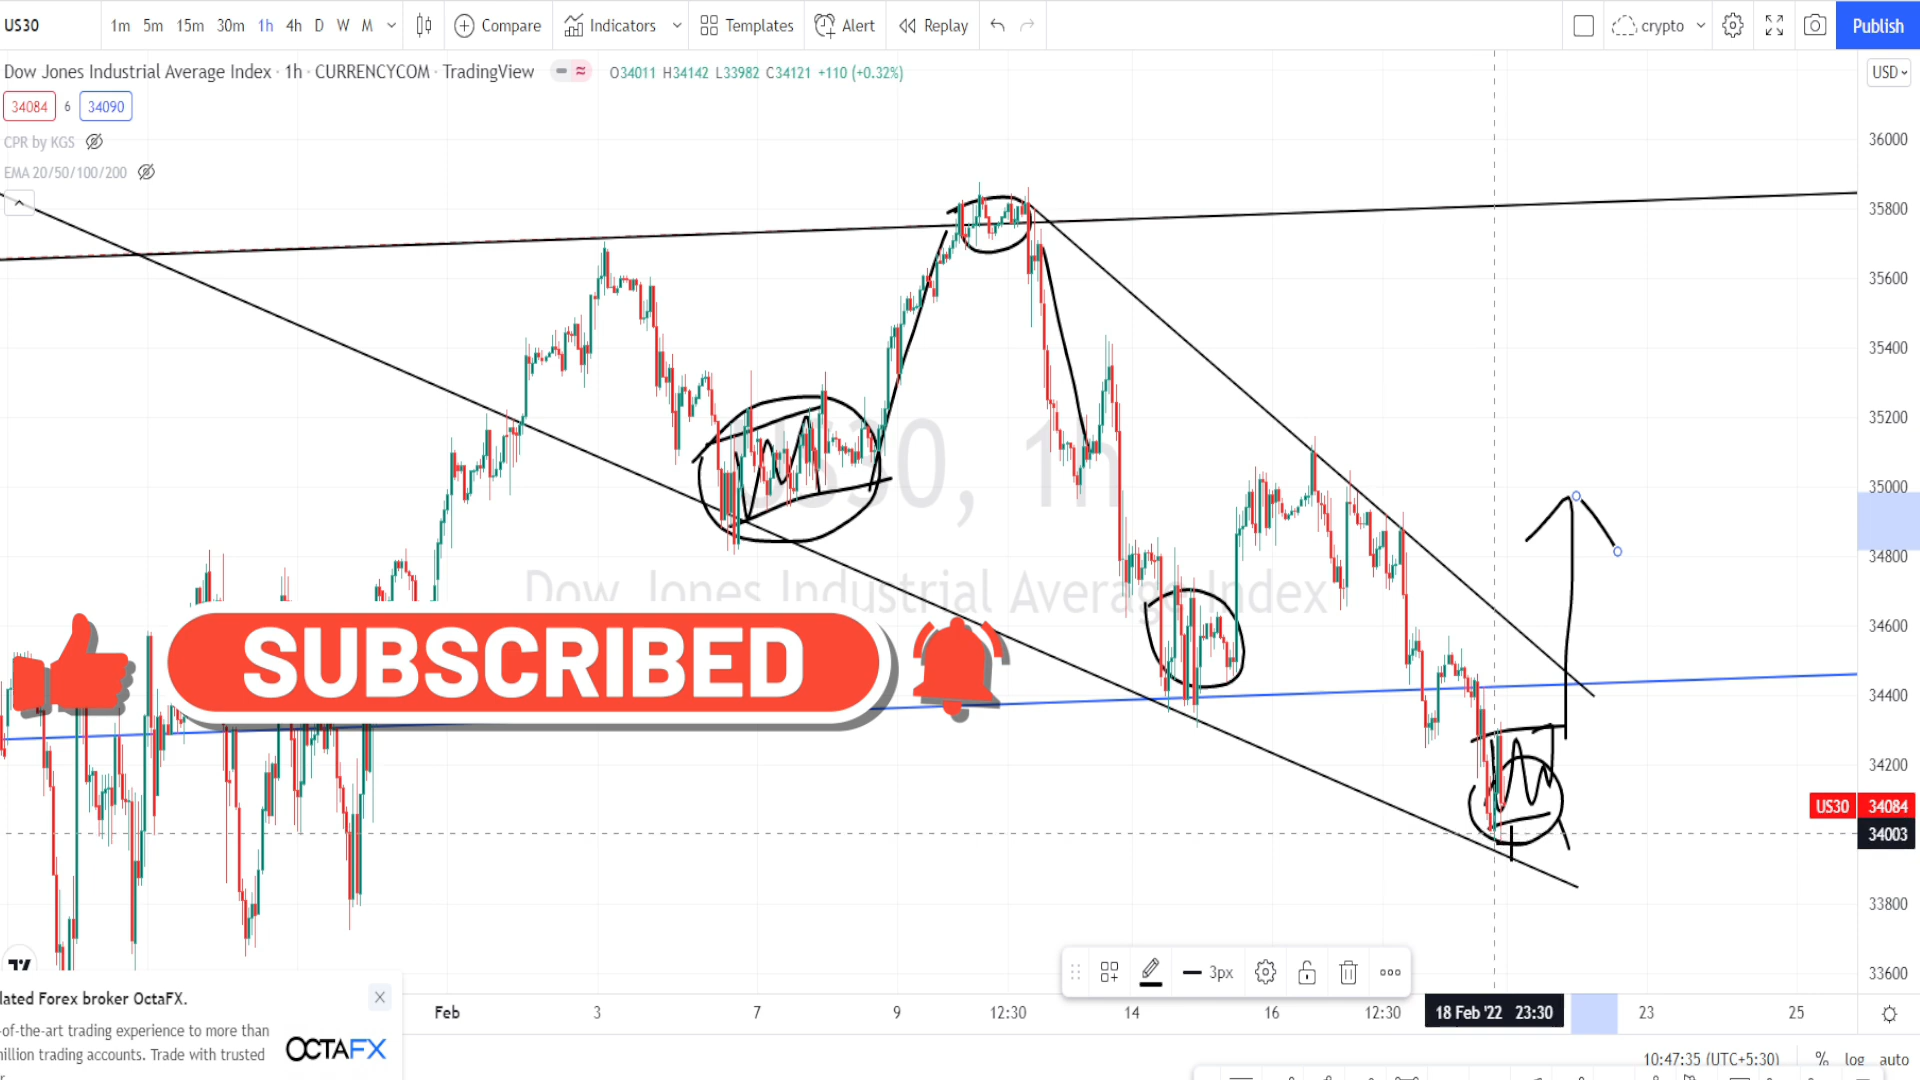 US30 1m 5m 15m 30m 1h 4h D W M Compare Indicators Templates Alert Replay crypto Publish
Dow Jones Industrial Average Index · 1h · CURRENCYCOM · TradingView O34011 H34142 L33982 C34121 +110 (+0.32%) USD
34084 6 34090
CPR by KGS
EMA 20/50/100/200
36000
35800
35600
35400
35200
US30, 1h
35000
34800
Dow Jones Industrial Average Index
34600
SUBSCRIBED
34400
34200
US30 34084
34003
33800
3px
33600
lated Forex broker OctaFX.
-of-the-art trading experience to more than
million trading accounts. Trade with trusted
OCTAFX
Feb 3 7 9 12:30 14 16 12:30 18 Feb '22 23:30 23 25
10:47:35 (UTC+5:30) % log auto